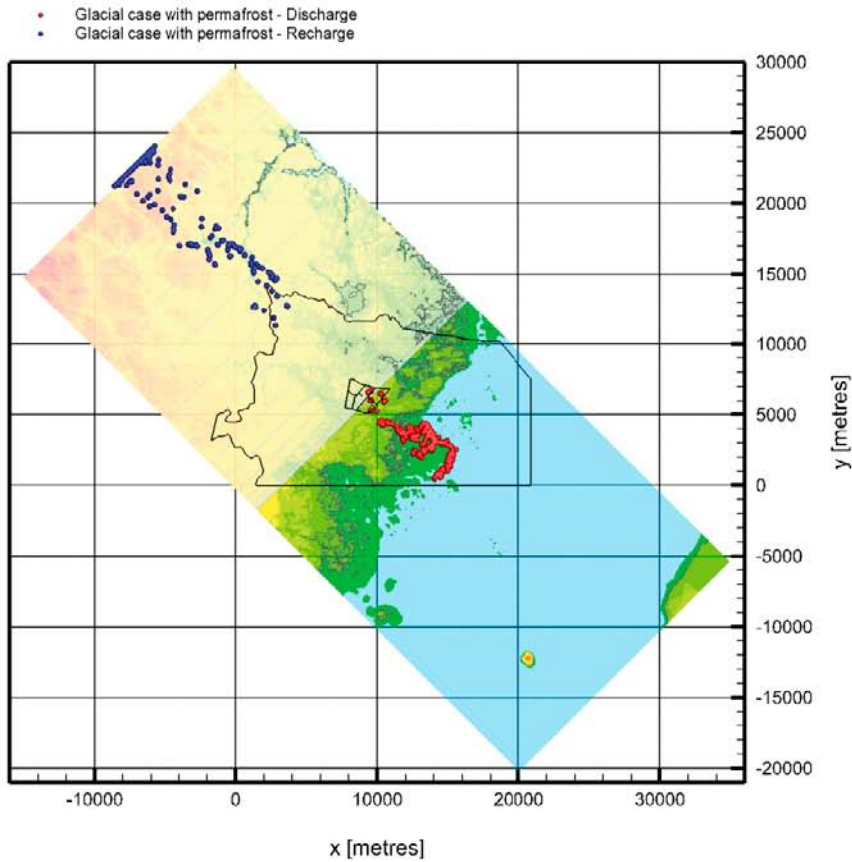 Glacial case with permafrost - Discharge
Glacial case with permafrost - Recharge
30000
25000
20000
15000
10000
5000
0
-5000
-10000
-15000
-20000
y [metres]
-10000 0 10000 20000 30000
x [metres]